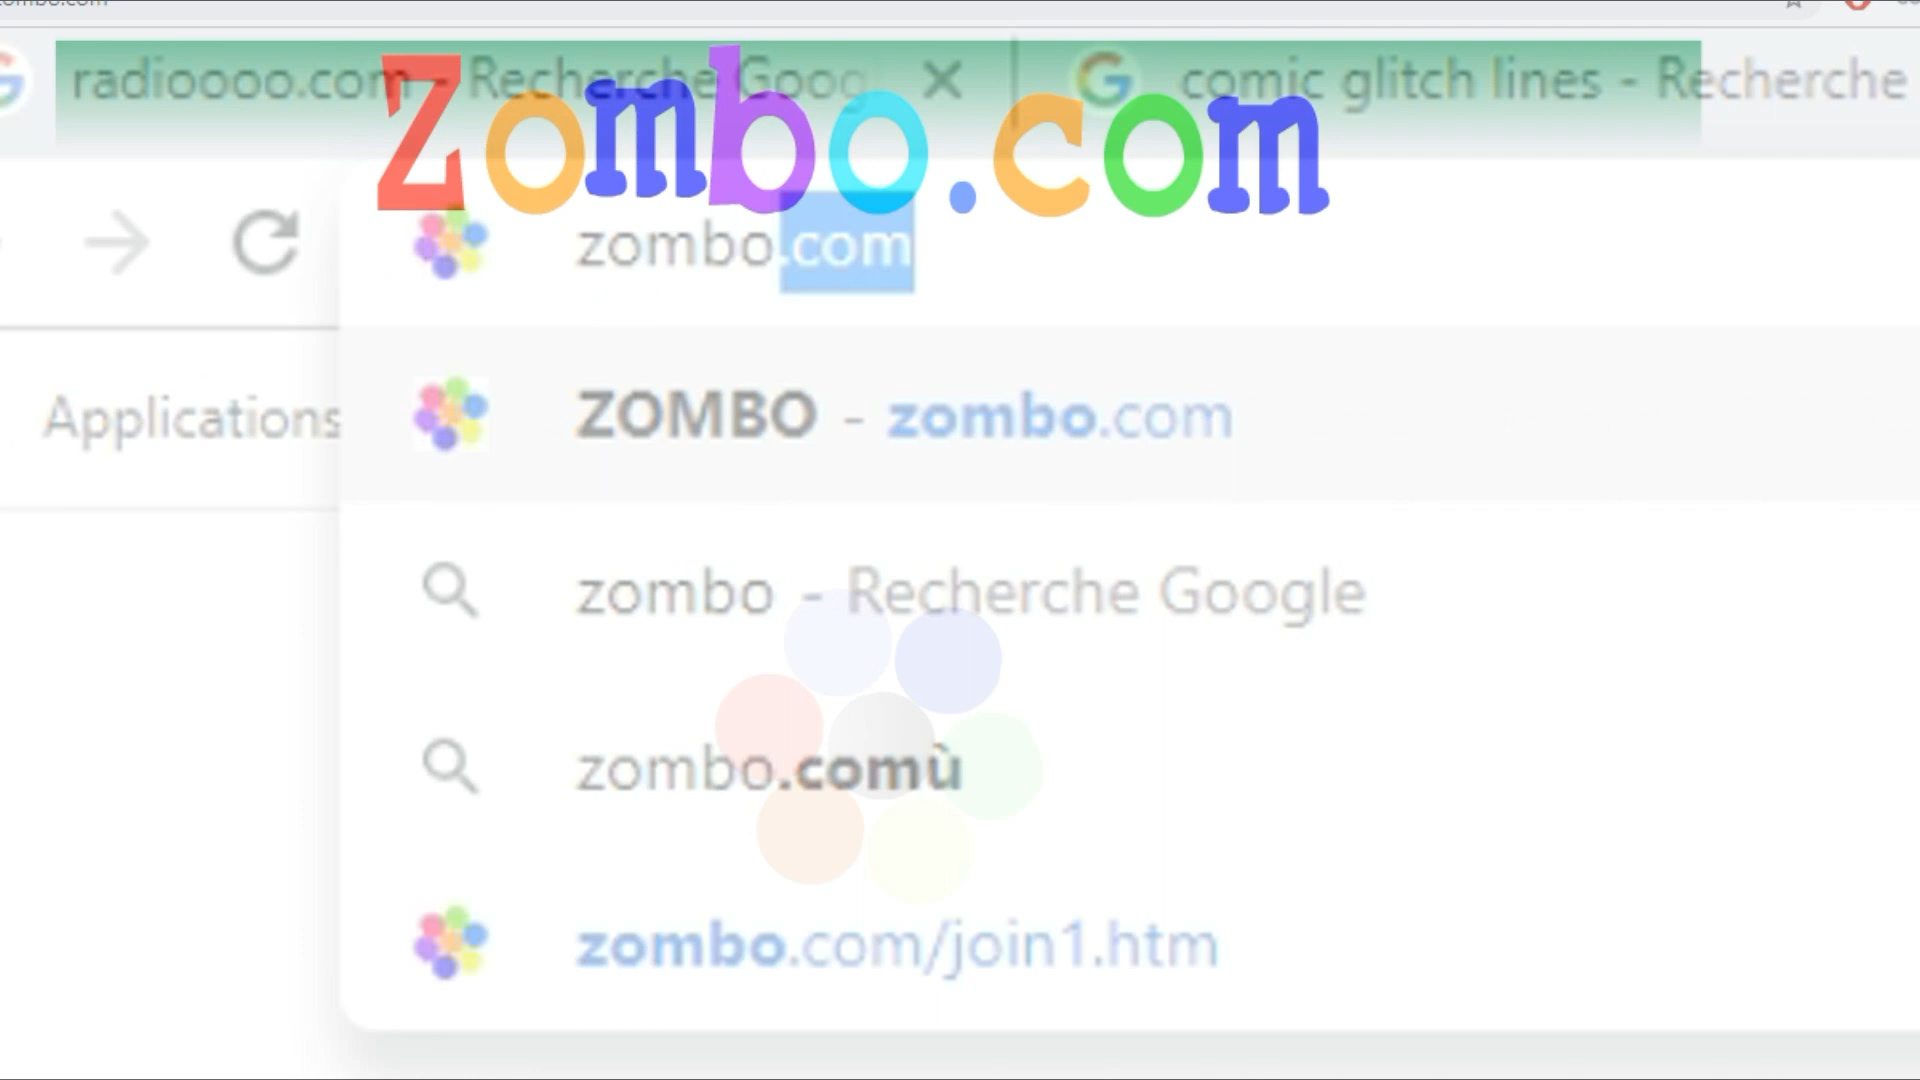 radioooo.com - Recherche Goog
comic glitch lines - Recherche
Zombo.com
zombo.com
Applications
ZOMBO - zombo.com
zombo - Recherche Google
zombo.comù
zombo.com/join1.htm